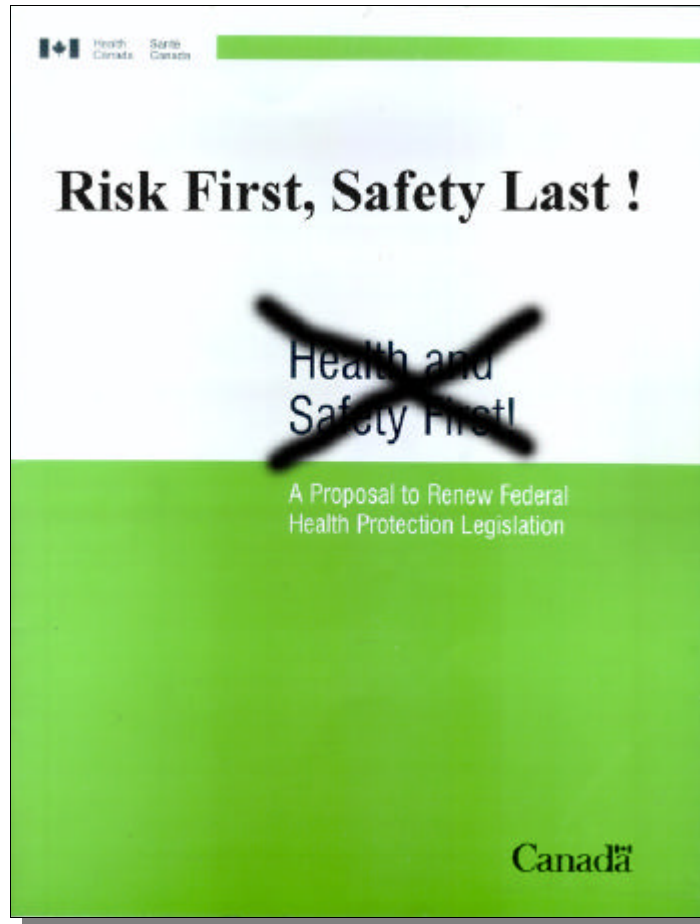 Health Santé
Canada Canada
Risk First, Safety Last !
Health and
Safety First!
A Proposal to Renew Federal
Health Protection Legislation
Canada